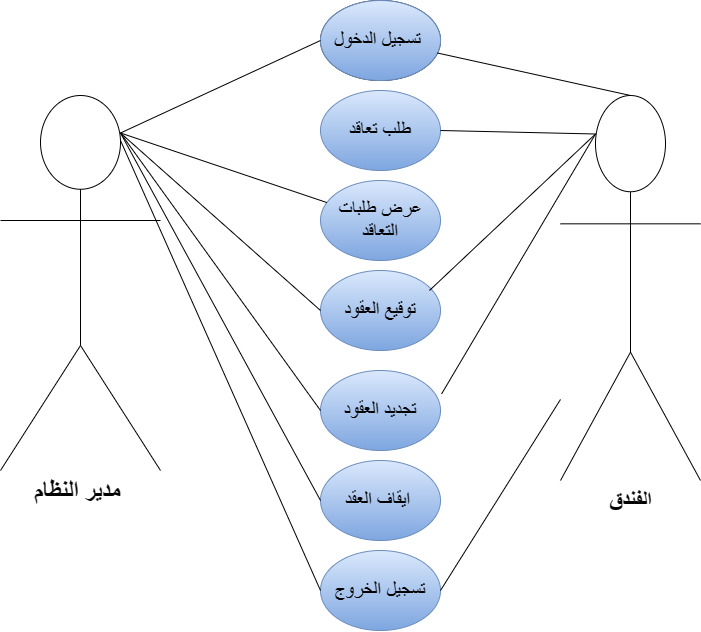 تسجيل الدخول
طلب تعاقد
عرض طلبات
التعاقد
توقيع العقود
تجديد العقود
ايقاف العقد
تسجيل الخروج
مدير النظام
الفندق